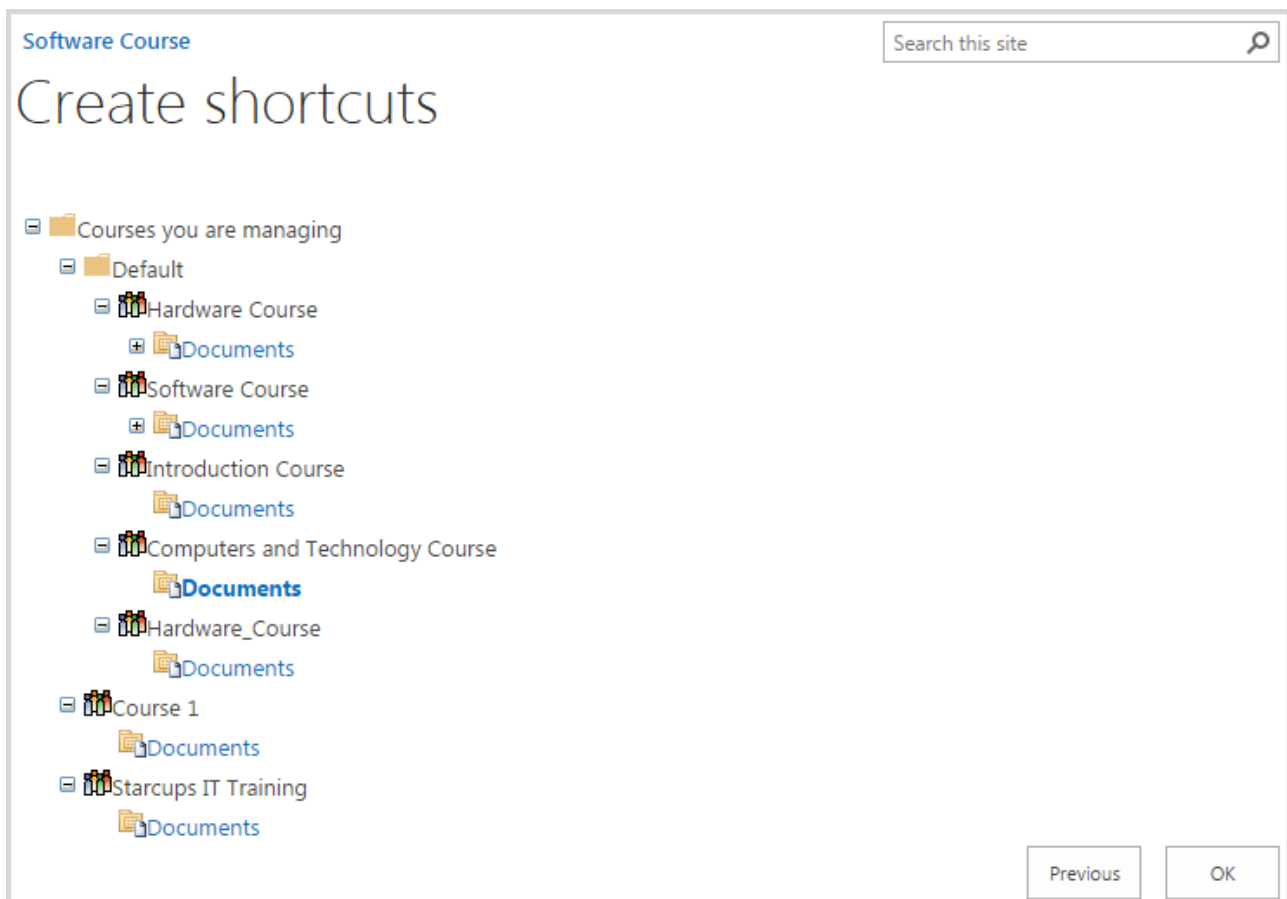 Software Course
Search this site
Create shortcuts
Courses you are managing
Default
Hardware Course
Documents
Software Course
Documents
Introduction Course
Documents
Computers and Technology Course
Documents
Hardware_Course
Documents
Course 1
Documents
Starcups IT Training
Documents
Previous
OK